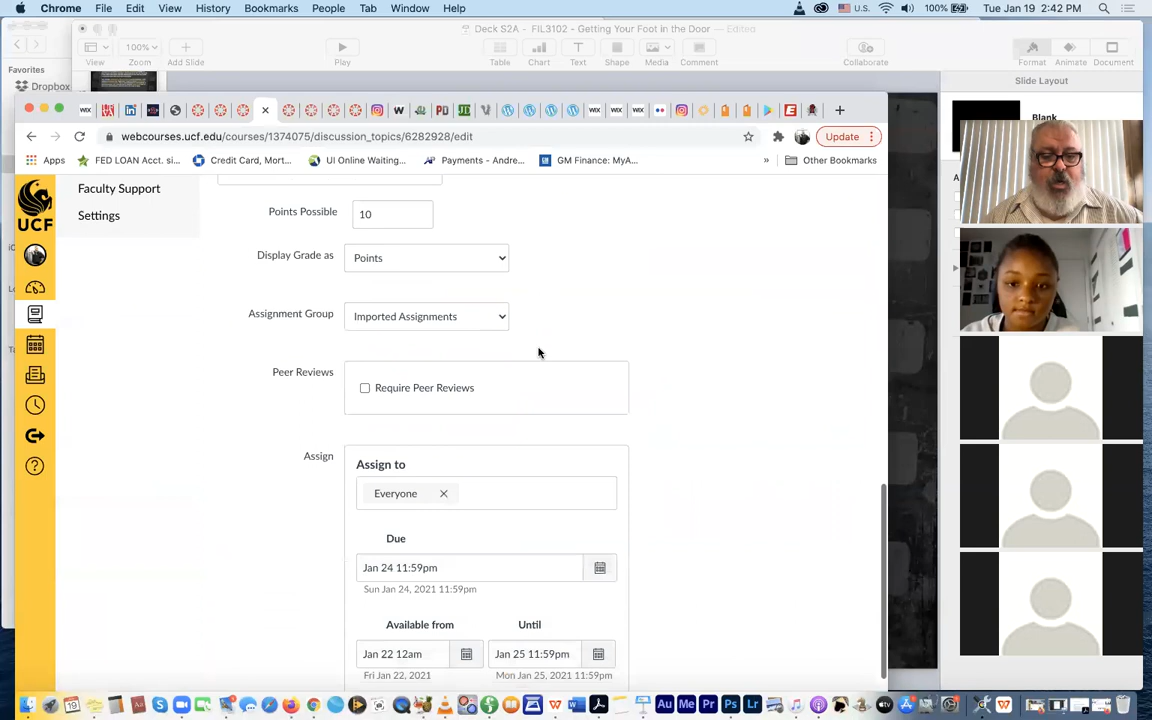 Chrome File Edit View History Bookmarks People Tab Window Help
U.S. 100% Tue Jan 19 2:42 PM
Deck S2A - FIL3102 - Getting Your Foot in the Door — Edited
100%
View Zoom Add Slide Play Table Chart Text Shape Media Comment Collaborate Format Animate Document
Favorites
Dropbox
Slide Layout
Blank
webcourses.ufc.edu/courses/1374075/discussion_topics/6282928/edit
Update
Apps FED LOAN Acct. si... Credit Card, Mort... UI Online Waiting... Payments - Andre... GM Finance: MyA... » Other Bookmarks
UCF
Faculty Support
Settings
Points Possible 10
Display Grade as Points
Assignment Group Imported Assignments
Peer Reviews Require Peer Reviews
Assign Assign to
Everyone
Due
Jan 24 11:59pm
Sun Jan 24, 2021 11:59pm
Available from Until
Jan 22 12am Jan 25 11:59pm
Fri Jan 22, 2021 Mon Jan 25, 2021 11:59pm